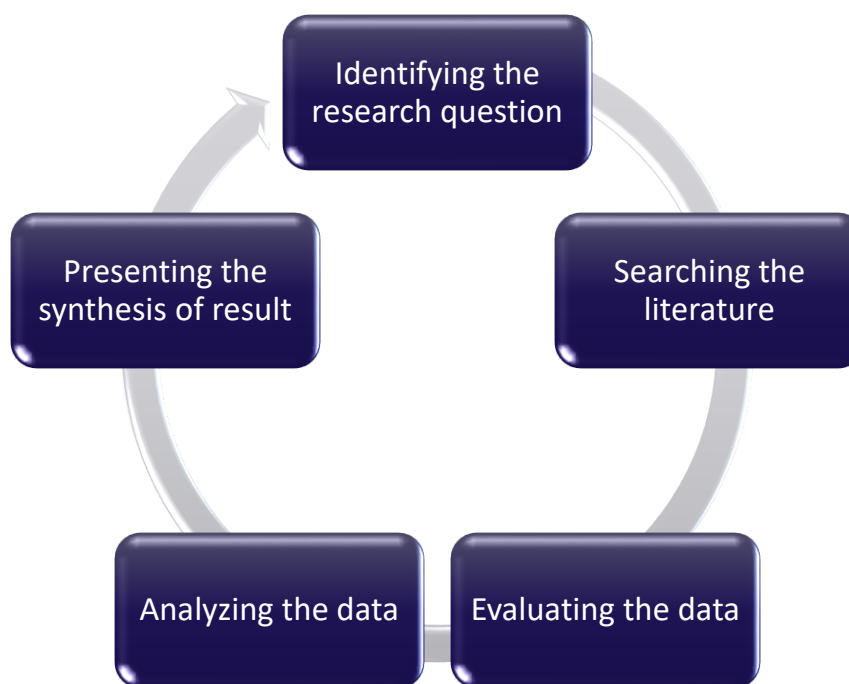 Identifying the
research question
Searching the
literature
Evaluating the data
Analyzing the data
Presenting the
synthesis of result